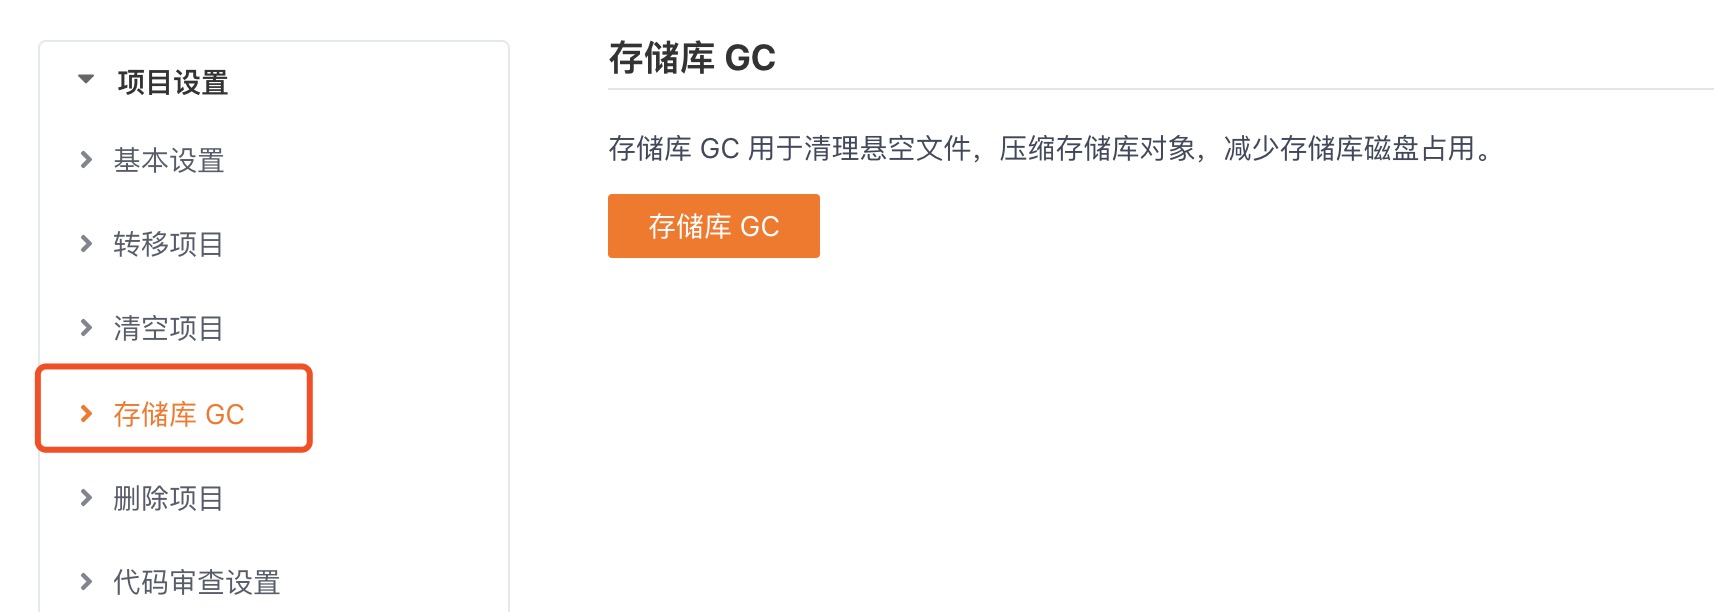 项目设置
基本设置
转移项目
清空项目
存储库 GC
删除项目
代码审查设置
存储库 GC
存储库 GC 用于清理悬空文件，压缩存储库对象，减少存储库磁盘占用。
存储库 GC